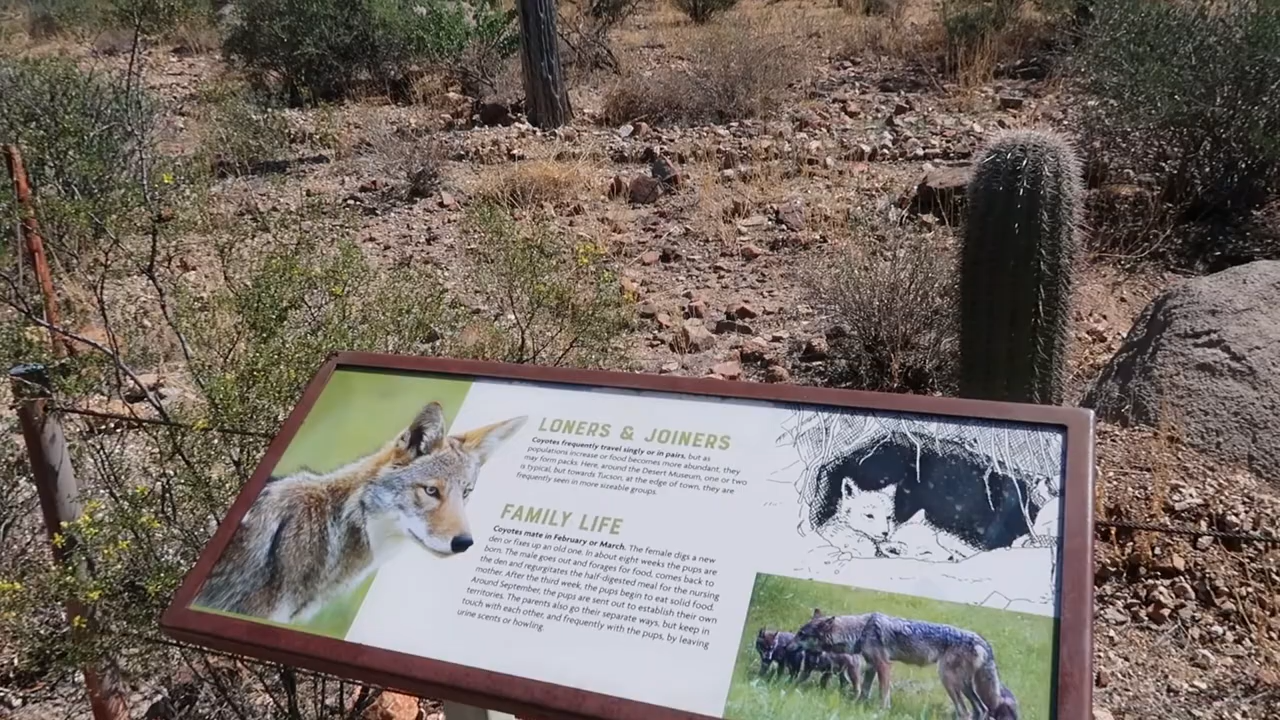 LONERS & JOINERS
Coyotes frequently travel singly or in pairs, but as
populations increase or food becomes more abundant, they
may form packs. Here, around the Desert Museum, one or two
is typical, but towards Tucson, at the edge of town, they are
frequently seen in more sizeable groups.
FAMILY LIFE
Coyotes mate in February or March. The female digs a new
den or fixes up an old one. In about eight weeks the pups are
born. The male goes out and forages for food, comes back to
the den and regurgitates the half-digested meal for the nursing
mother. After the third week, the pups begin to eat solid food.
Around September, the pups are sent out to establish their own
territories. The parents also go their separate ways, but keep in
touch with each other, and frequently with the pups, by leaving
urine scents or howling.